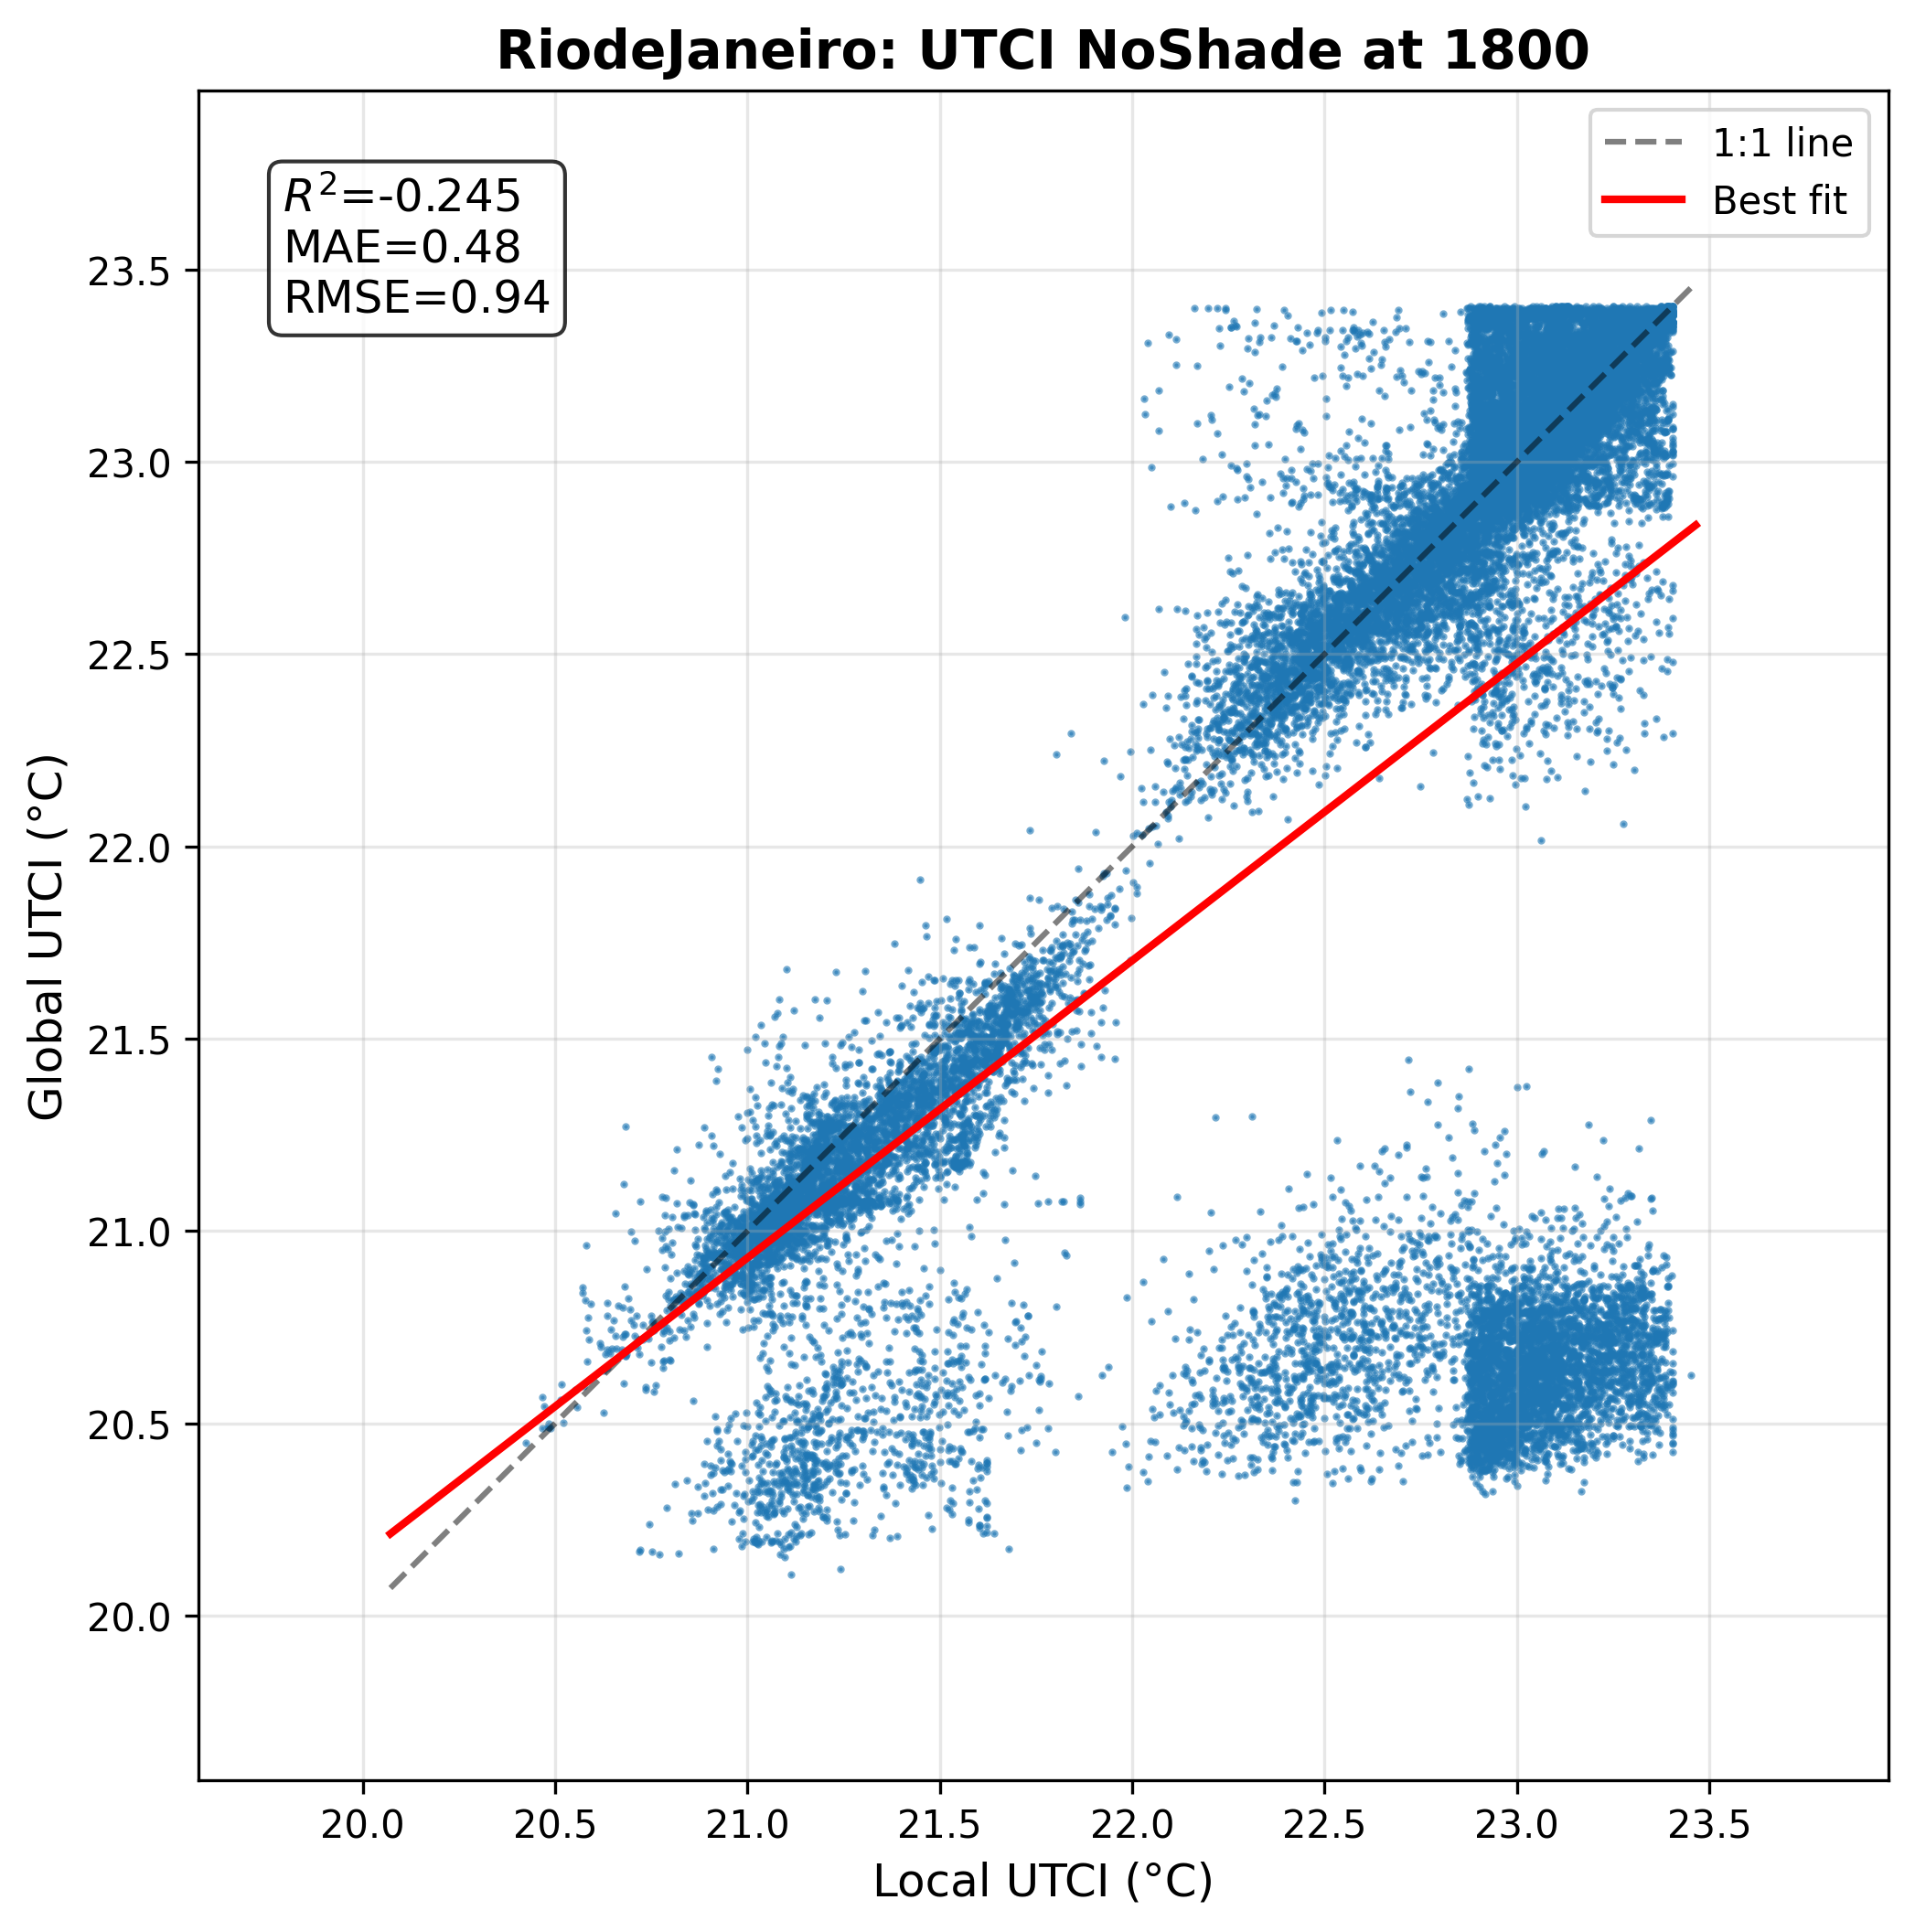 RiodeJaneiro: UTCI NoShade at 1800
R²=-0.245
MAE=0.48
RMSE=0.94
1:1 line
Best fit
23.5
23.0
22.5
22.0
21.5
21.0
20.5
20.0
Global UTCI (°C)
20.0 20.5 21.0 21.5 22.0 22.5 23.0 23.5
Local UTCI (°C)